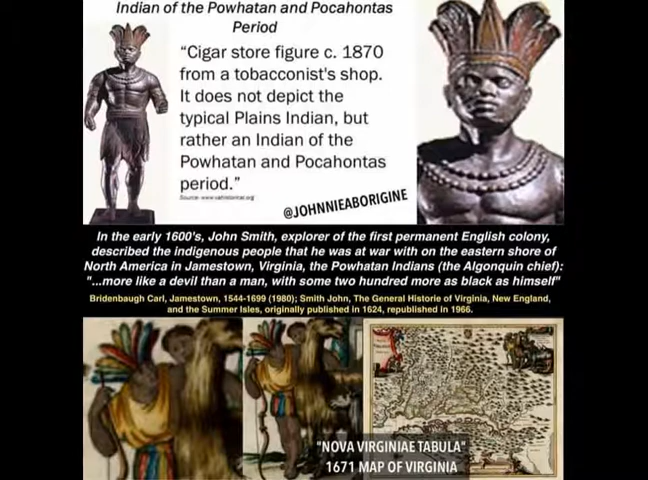 Indian of the Powhatan and Pocahontas
Period
“Cigar store figure c. 1870
from a tobacconist's shop.
It does not depict the
typical Plains Indian, but
rather an Indian of the
Powhatan and Pocahontas
period.”
Source: www.vahistorical.org
@JOHNNIEABORIGINE
In the early 1600's, John Smith, explorer of the first permanent English colony,
described the indigenous people that he was at war with on the eastern shore of
North America in Jamestown, Virginia, the Powhatan Indians (the Algonquin chief):
"...more like a devil than a man, with some two hundred more as black as himself"
Bridenbaugh Carl, Jamestown, 1544-1699 (1980); Smith John, The General Historie of Virginia, New England,
and the Summer Isles, originally published in 1624, republished in 1966.
"NOVA VIRGINIAE TABULA"
1671 MAP OF VIRGINIA